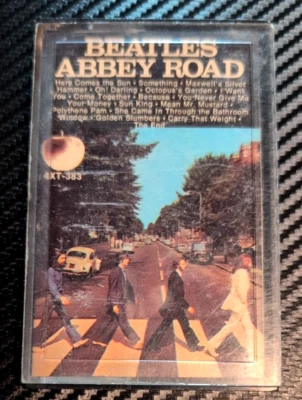 BEATLES
ABBEY ROAD
Here Comes the Sun • Something • Maxwell's Silver
Hammer • Oh! Darling • Octopus's Garden • I Want
You • Come Together • Because • You Never Give Me
Your Money • Sun King • Mean Mr. Mustard •
Polythene Pam • She Came In Through the Bathroom
Window • Golden Slumbers • Carry That Weight •
The End
4XT-383